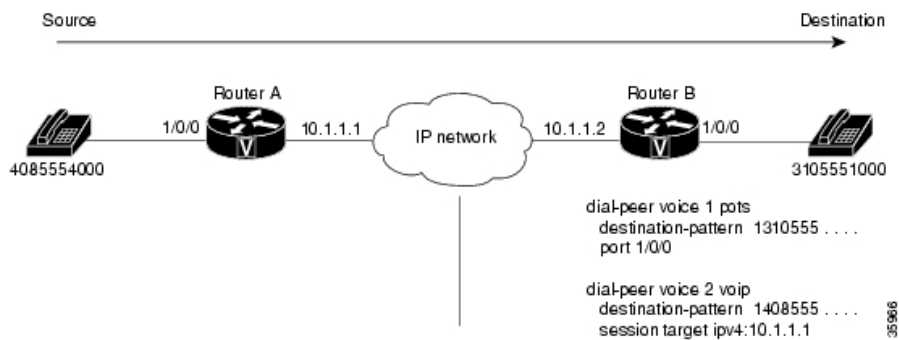 Source
Destination
Router A
Router B
1/0/0
10.1.1.1
IP network
10.1.1.2
1/0/0
V
V
4085554000
3105551000
dial-peer voice 1 pots
destination-pattern 1310555 . . . .
port 1/0/0
dial-peer voice 2 voip
destination-pattern 1408555 . . . .
session target ipv4:10.1.1.1
35966